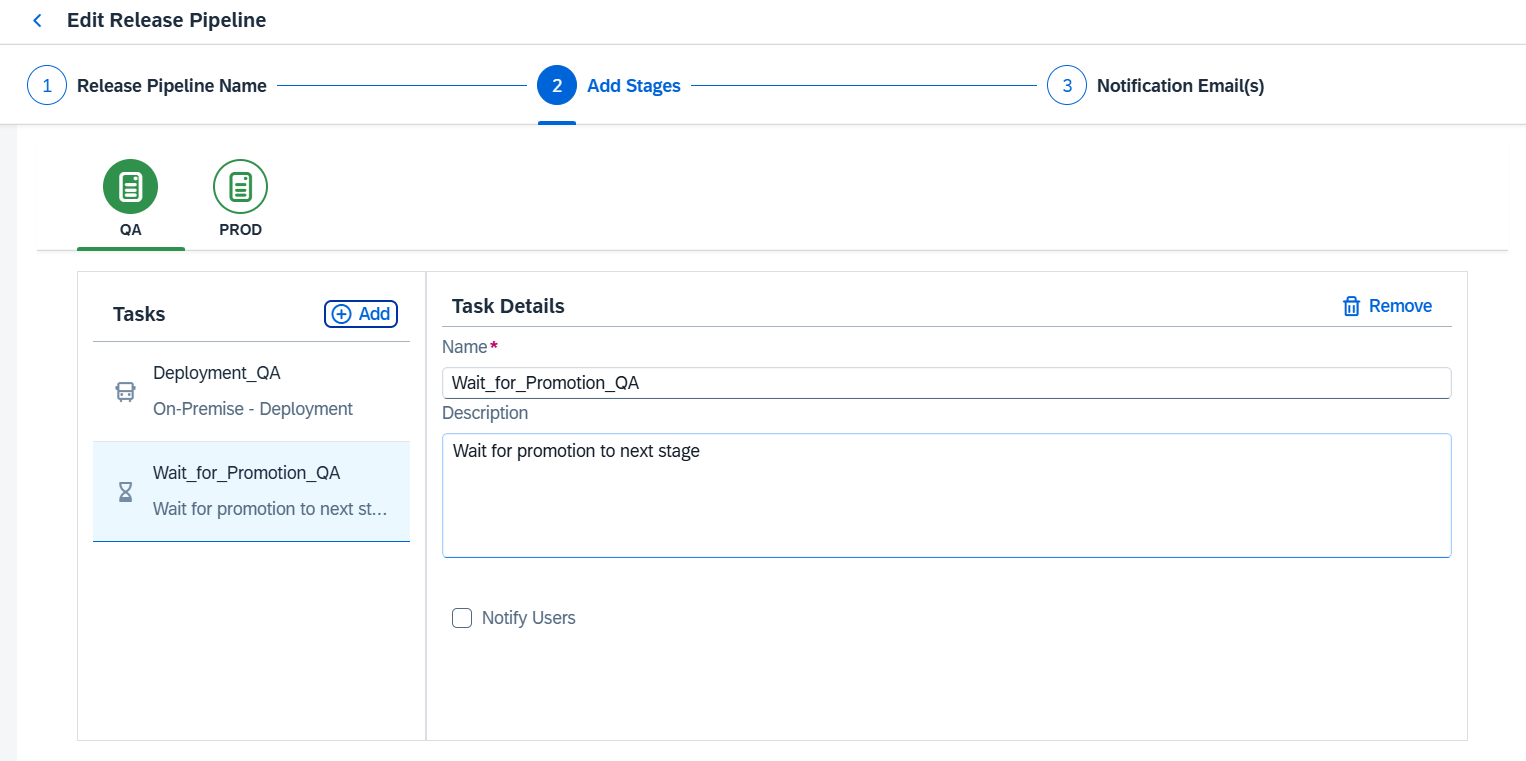 Edit Release Pipeline
1 Release Pipeline Name 2 Add Stages 3 Notification Email(s)
QA PROD
Tasks Add
Deployment_QA
On-Premise - Deployment
Wait_for_Promotion_QA
Wait for promotion to next st...
Task Details Remove
Name*
Wait_for_Promotion_QA
Description
Wait for promotion to next stage
Notify Users